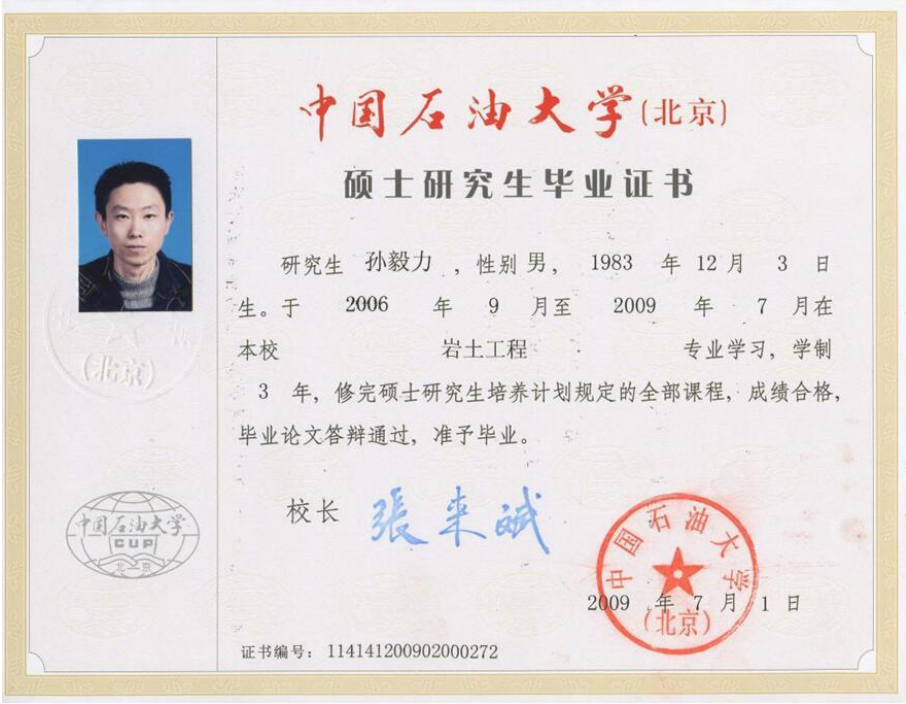 中国石油大学(北京)
硕士研究生毕业证书
研究生 孙毅力 ，性别 男， 1983 年 12 月 3 日
生。于 2006 年 9 月至 2009 年 7 月在
本校 岩土工程 专业学习，学制
3 年，修完硕士研究生培养计划规定的全部课程，成绩合格，
毕业论文答辩通过，准予毕业。
校长 張来斌
中国石油大学
(北京)
2009 年 7 月 1 日
证书编号： 114141200902000272
(北京)
中国石油大学
CUP
北京